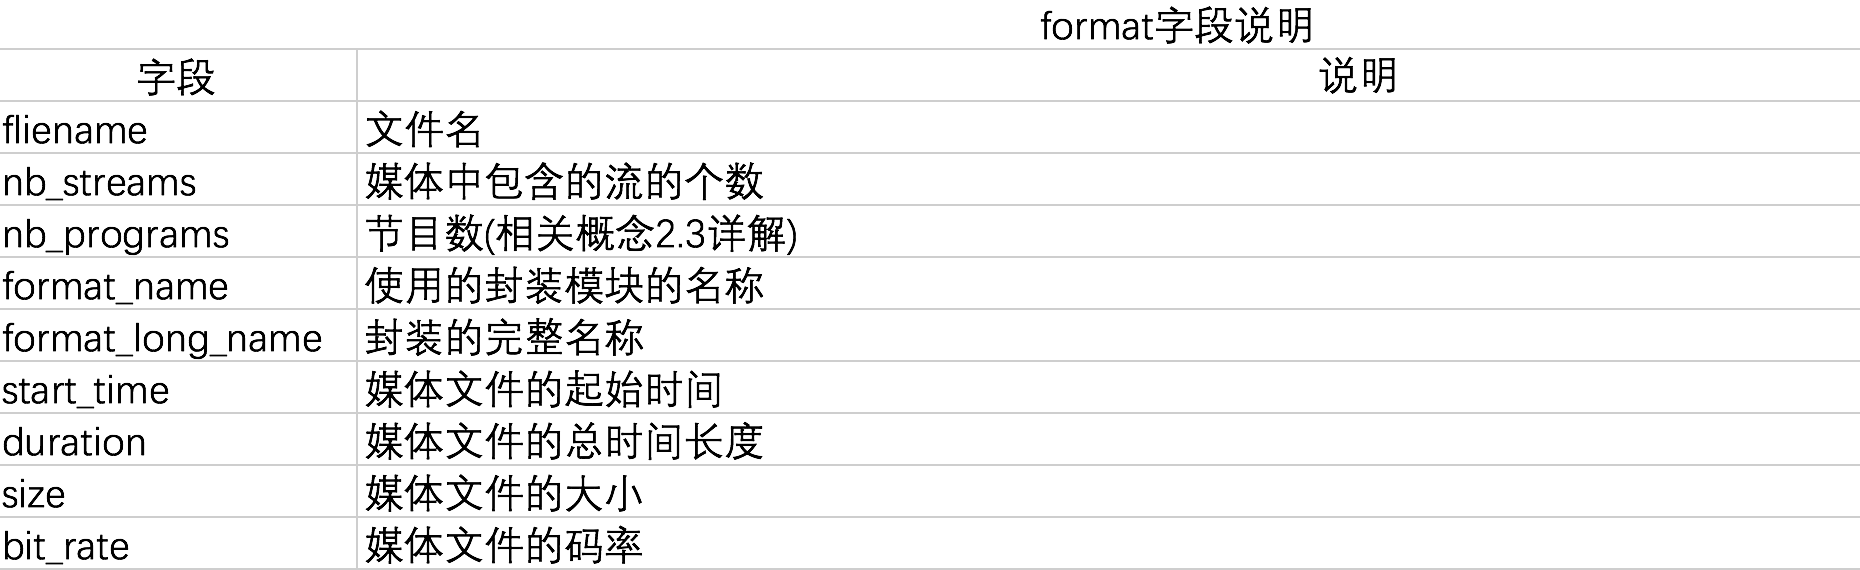 format字段说明
字段 说明
fliename 文件名
nb_streams 媒体中包含的流的个数
nb_programs 节目数(相关概念2.3详解)
format_name 使用的封装模块的名称
format_long_name 封装的完整名称
start_time 媒体文件的起始时间
duration 媒体文件的总时间长度
size 媒体文件的大小
bit_rate 媒体文件的码率